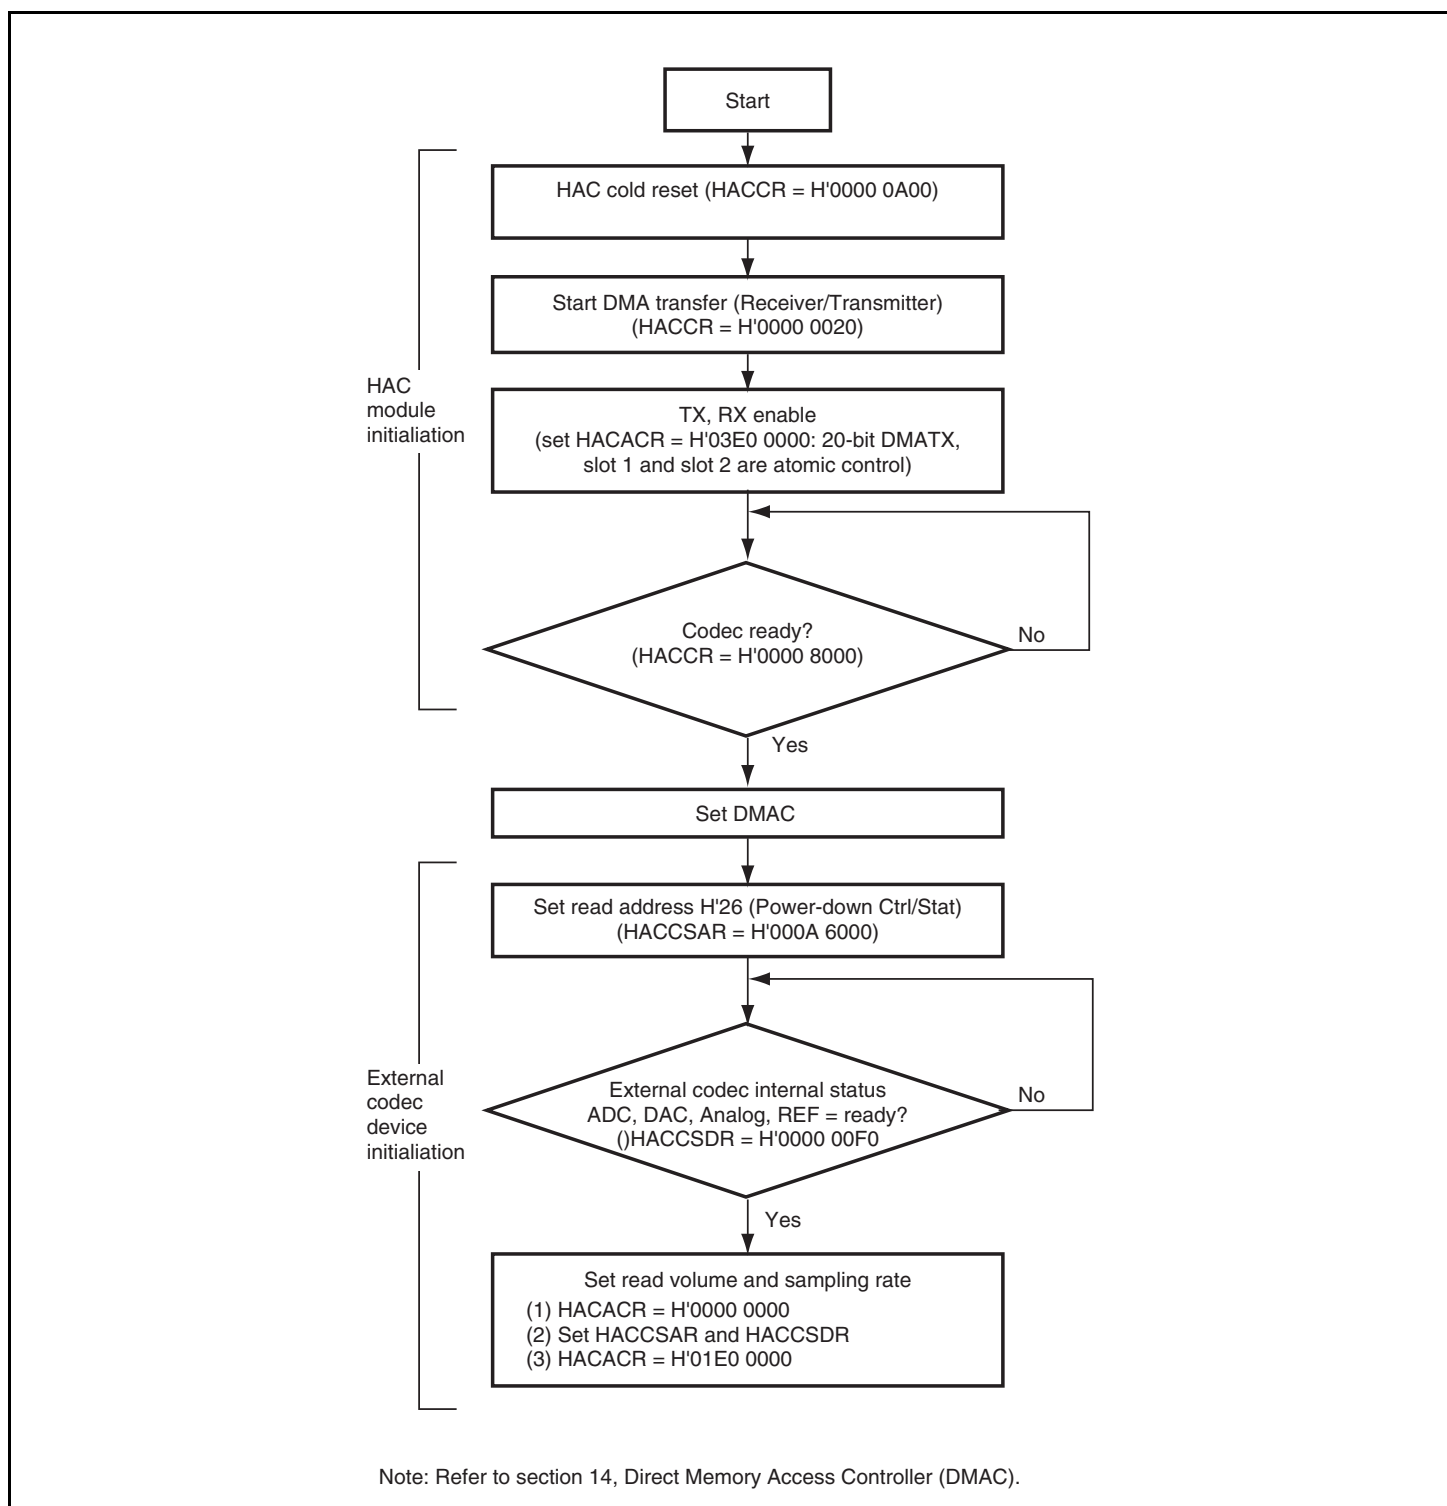 Start
HAC cold reset (HACCR = H'0000 0A00)
Start DMA transfer (Receiver/Transmitter)
(HACCR = H'0000 0020)
HAC
module
initialiation
TX, RX enable
(set HACACR = H'03E0 0000: 20-bit DMATX,
slot 1 and slot 2 are atomic control)
Codec ready?
(HACCR = H'0000 8000)
No
Yes
Set DMAC
Set read address H'26 (Power-down Ctrl/Stat)
(HACCSAR = H'000A 6000)
External
codec
device
initialiation
External codec internal status
ADC, DAC, Analog, REF = ready?
()HACCSDR = H'0000 00F0
No
Yes
Set read volume and sampling rate
(1) HACACR = H'0000 0000
(2) Set HACCSAR and HACCSDR
(3) HACACR = H'01E0 0000
Note: Refer to section 14, Direct Memory Access Controller (DMAC).